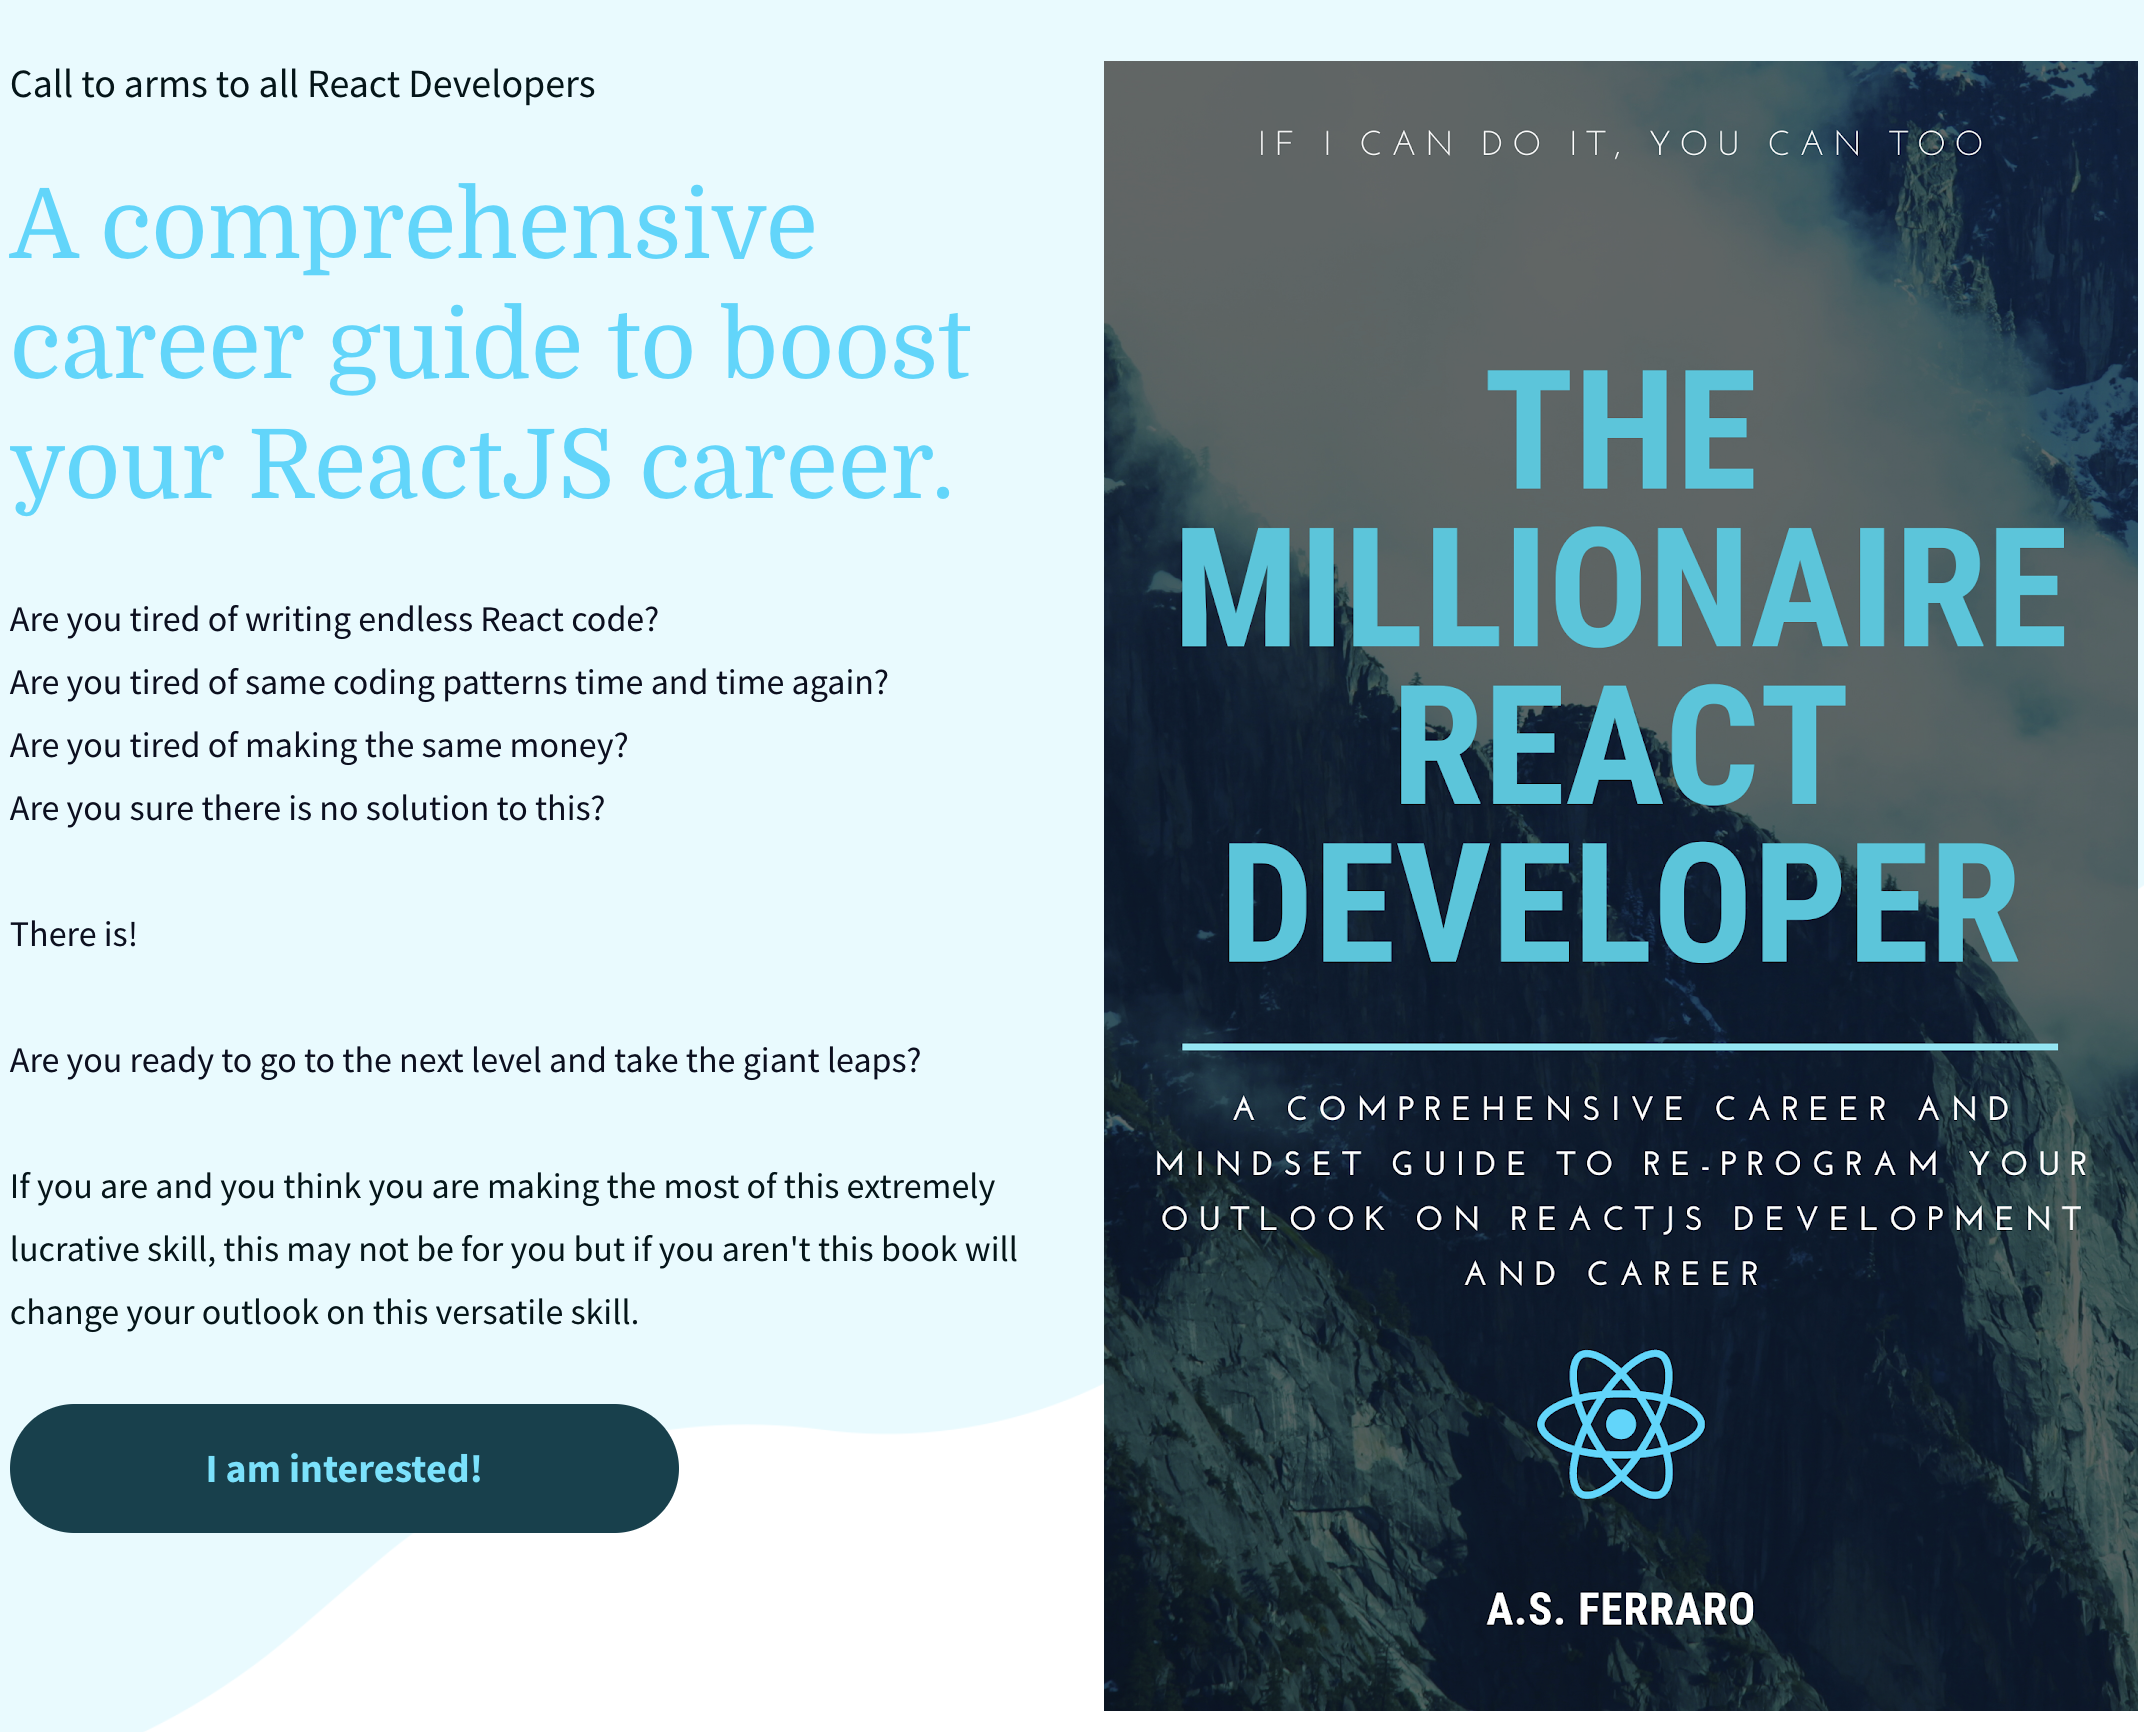 Call to arms to all React Developers
A comprehensive
career guide to boost
your ReactJS career.
Are you tired of writing endless React code?
Are you tired of same coding patterns time and time again?
Are you tired of making the same money?
Are you sure there is no solution to this?
There is!
Are you ready to go to the next level and take the giant leaps?
If you are and you think you are making the most of this extremely
lucrative skill, this may not be for you but if you aren't this book will
change your outlook on this versatile skill.
I am interested!
IF I CAN DO IT, YOU CAN TOO
THE
MILLIONAIRE
REACT
DEVELOPER
A COMPREHENSIVE CAREER AND
MINDSET GUIDE TO RE-PROGRAM YOUR
OUTLOOK ON REACTJS DEVELOPMENT
AND CAREER
A.S. FERRARO